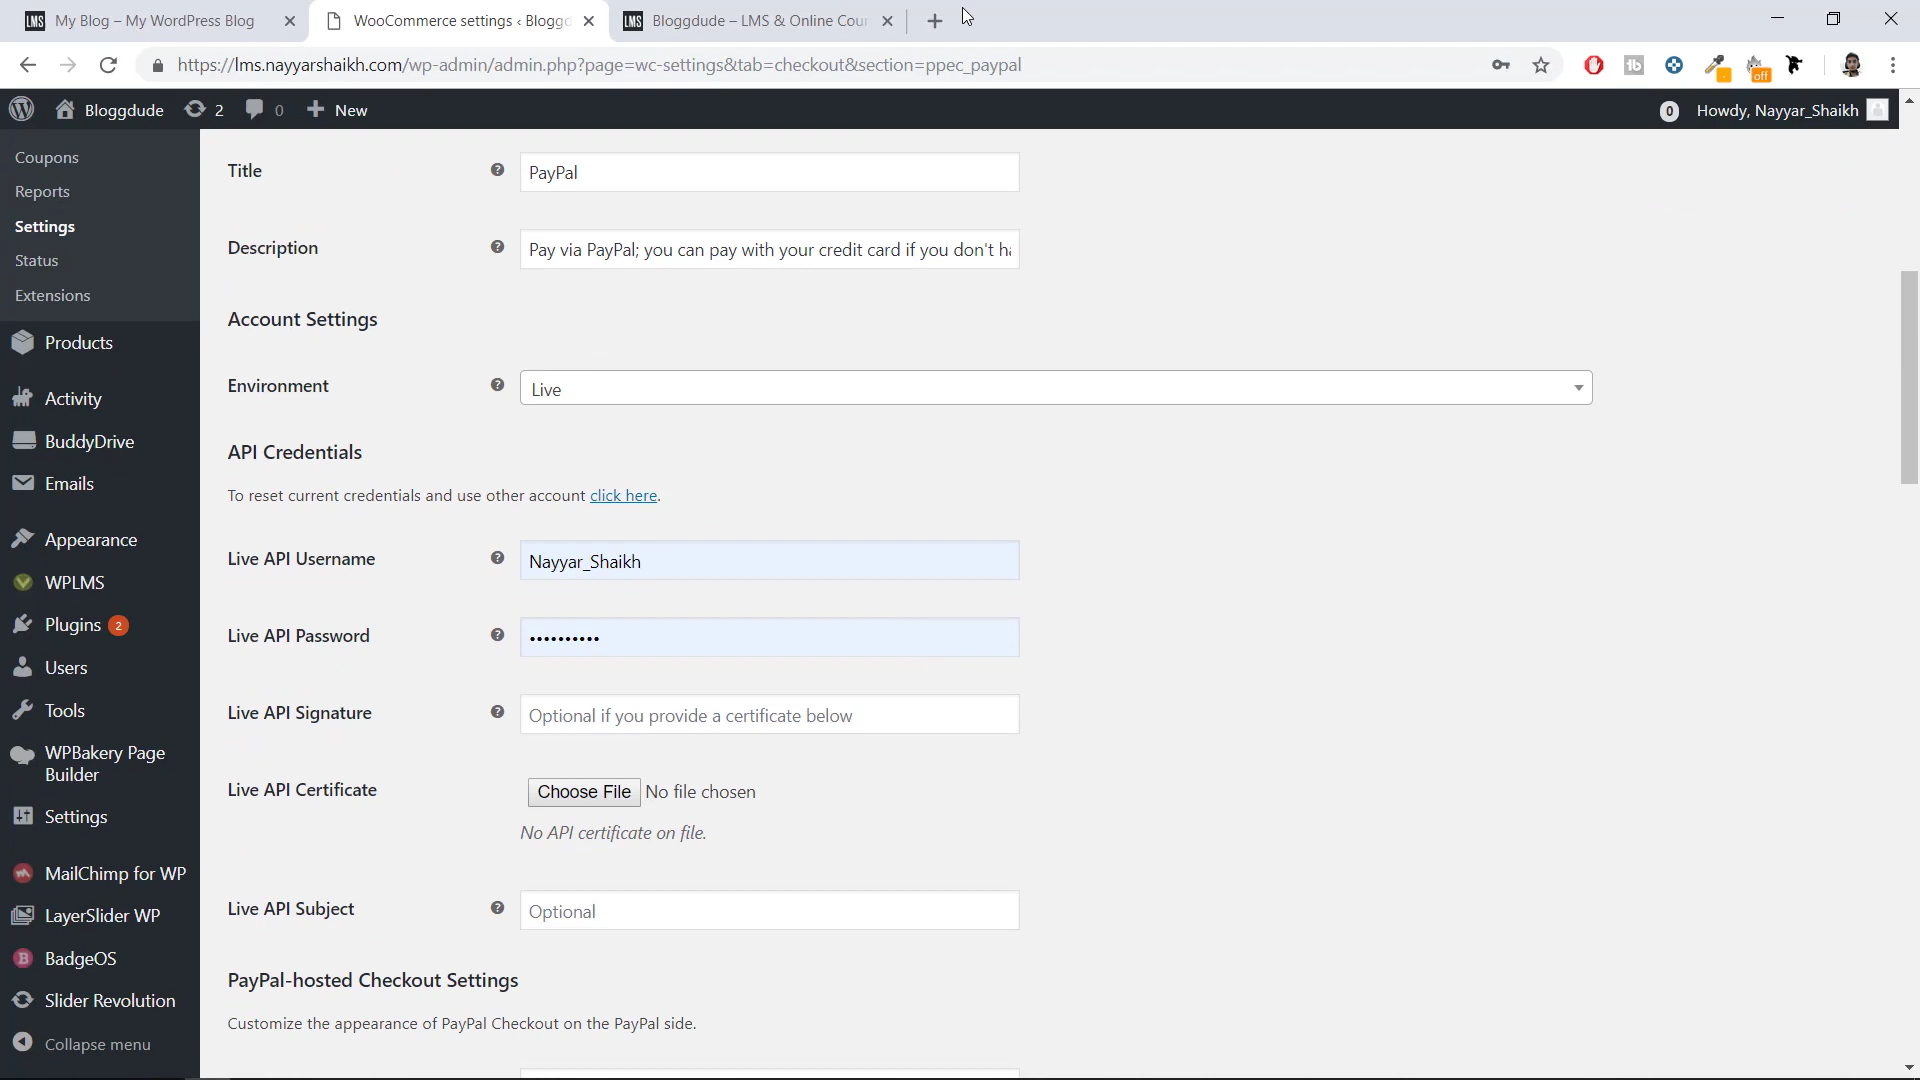 LMS My Blog – My WordPress Blog
WooCommerce settings ‹ Bloggd
LMS Bloggdude – LMS & Online Cour
https://lms.nayyarshaikh.com/wp-admin/admin.php?page=wc-settings&tab=checkout&section=ppec_paypal
tb
off
Bloggdude 2 0 New
0 Howdy, Nayyar_Shaikh
Coupons
Reports
Settings
Status
Extensions
Products
Activity
BuddyDrive
Emails
Appearance
WPLMS
Plugins 2
Users
Tools
WPBakery Page
Builder
Settings
MailChimp for WP
LayerSlider WP
BadgeOS
Slider Revolution
Collapse menu
Title PayPal
Description Pay via PayPal; you can pay with your credit card if you don't ha
Account Settings
Environment Live
API Credentials
To reset current credentials and use other account click here.
Live API Username Nayyar_Shaikh
Live API Password ••••••••••
Live API Signature Optional if you provide a certificate below
Live API Certificate Choose File No file chosen
No API certificate on file.
Live API Subject Optional
PayPal-hosted Checkout Settings
Customize the appearance of PayPal Checkout on the PayPal side.